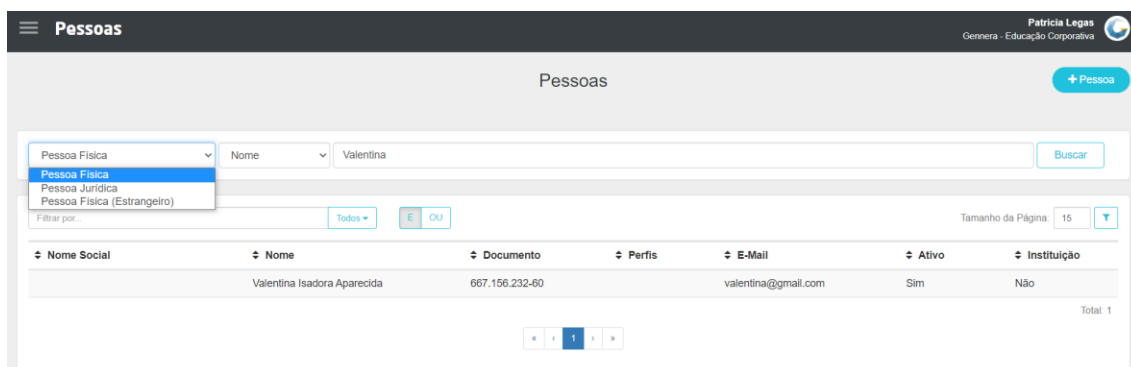 Pessoas
Patricia Legas
Gennera - Educação Corporativa
Pessoas
+ Pessoa
Pessoa Física Nome Valentina Buscar
Pessoa Física
Pessoa Jurídica
Pessoa Física (Estrangeiro)
Filtrar por... Todos E OU Tamanho da Página: 15
Nome Social Nome Documento Perfis E-Mail Ativo Instituição
Valentina Isadora Aparecida 667.156.232-60 valentina@gmail.com Sim Não
Total: 1
« ‹ 1 › »